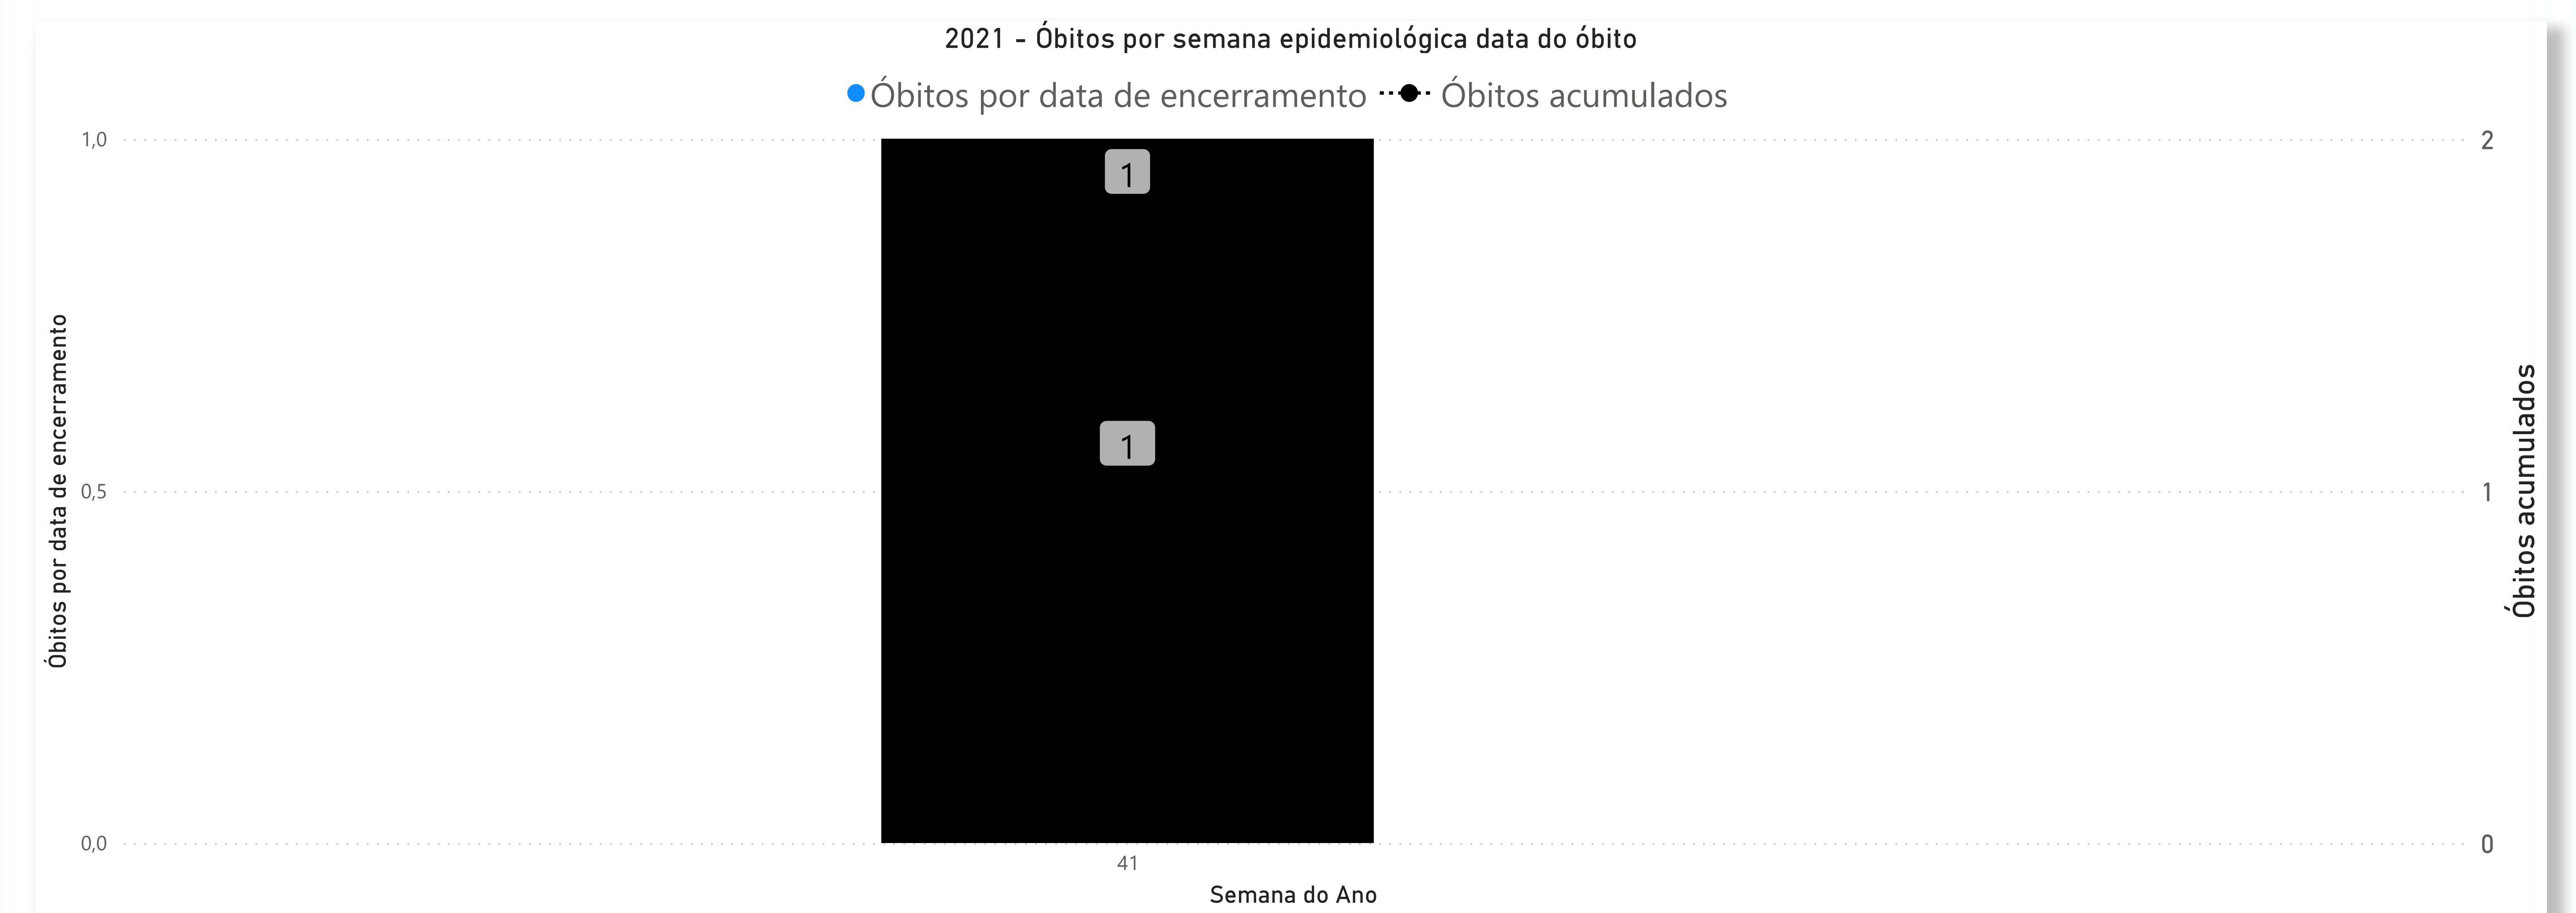 2021 - Óbitos por semana epidemiológica data do óbito
Óbitos por data de encerramento Óbitos acumulados
1,0
0,5
0,0
Óbitos por data de encerramento
1
1
2
1
0
Óbitos acumulados
41
Semana do Ano